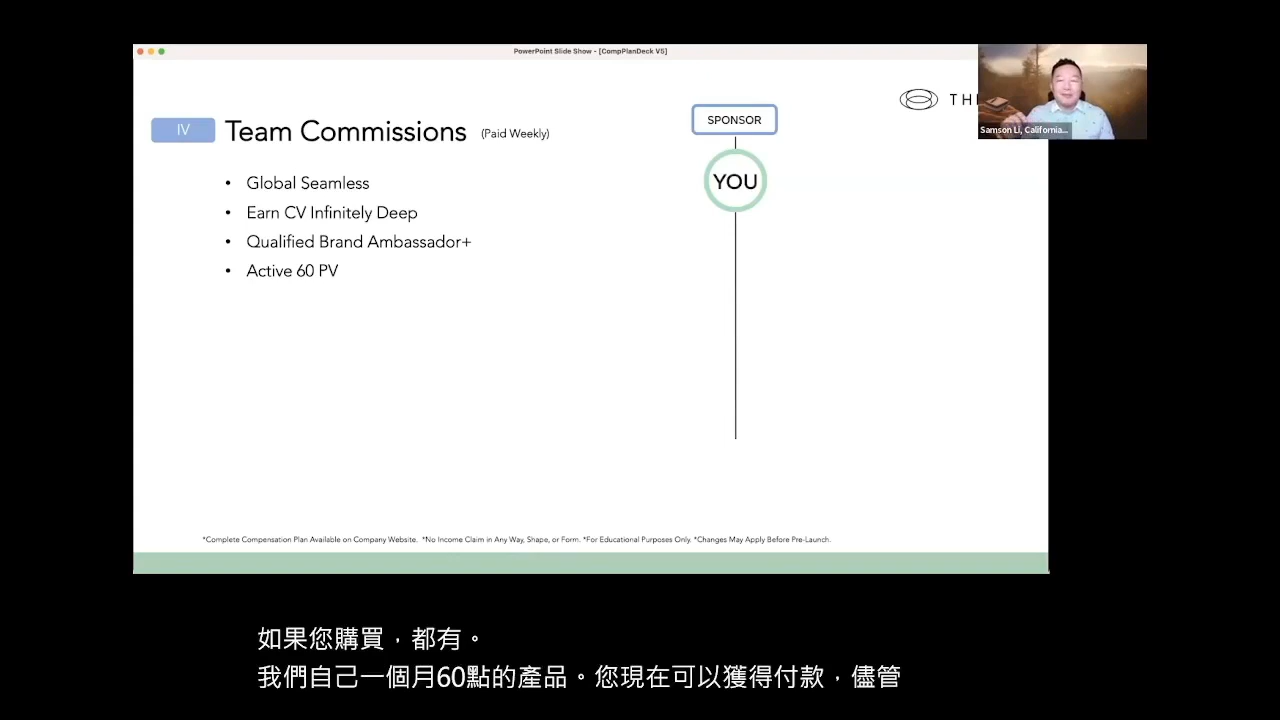 PowerPoint Slide Show - [CompPlanDeck V5]
IV
Team Commissions (Paid Weekly)
• Global Seamless
• Earn CV Infinitely Deep
• Qualified Brand Ambassador+
• Active 60 PV
SPONSOR
YOU
TH
Samson Li, California...
*Complete Compensation Plan Available on Company Website. *No Income Claim in Any Way, Shape, or Form. *For Educational Purposes Only. *Changes May Apply Before Pre-Launch.
如果您購買，都有。
我們自己一個月60點的產品。您現在可以獲得付款，儘管